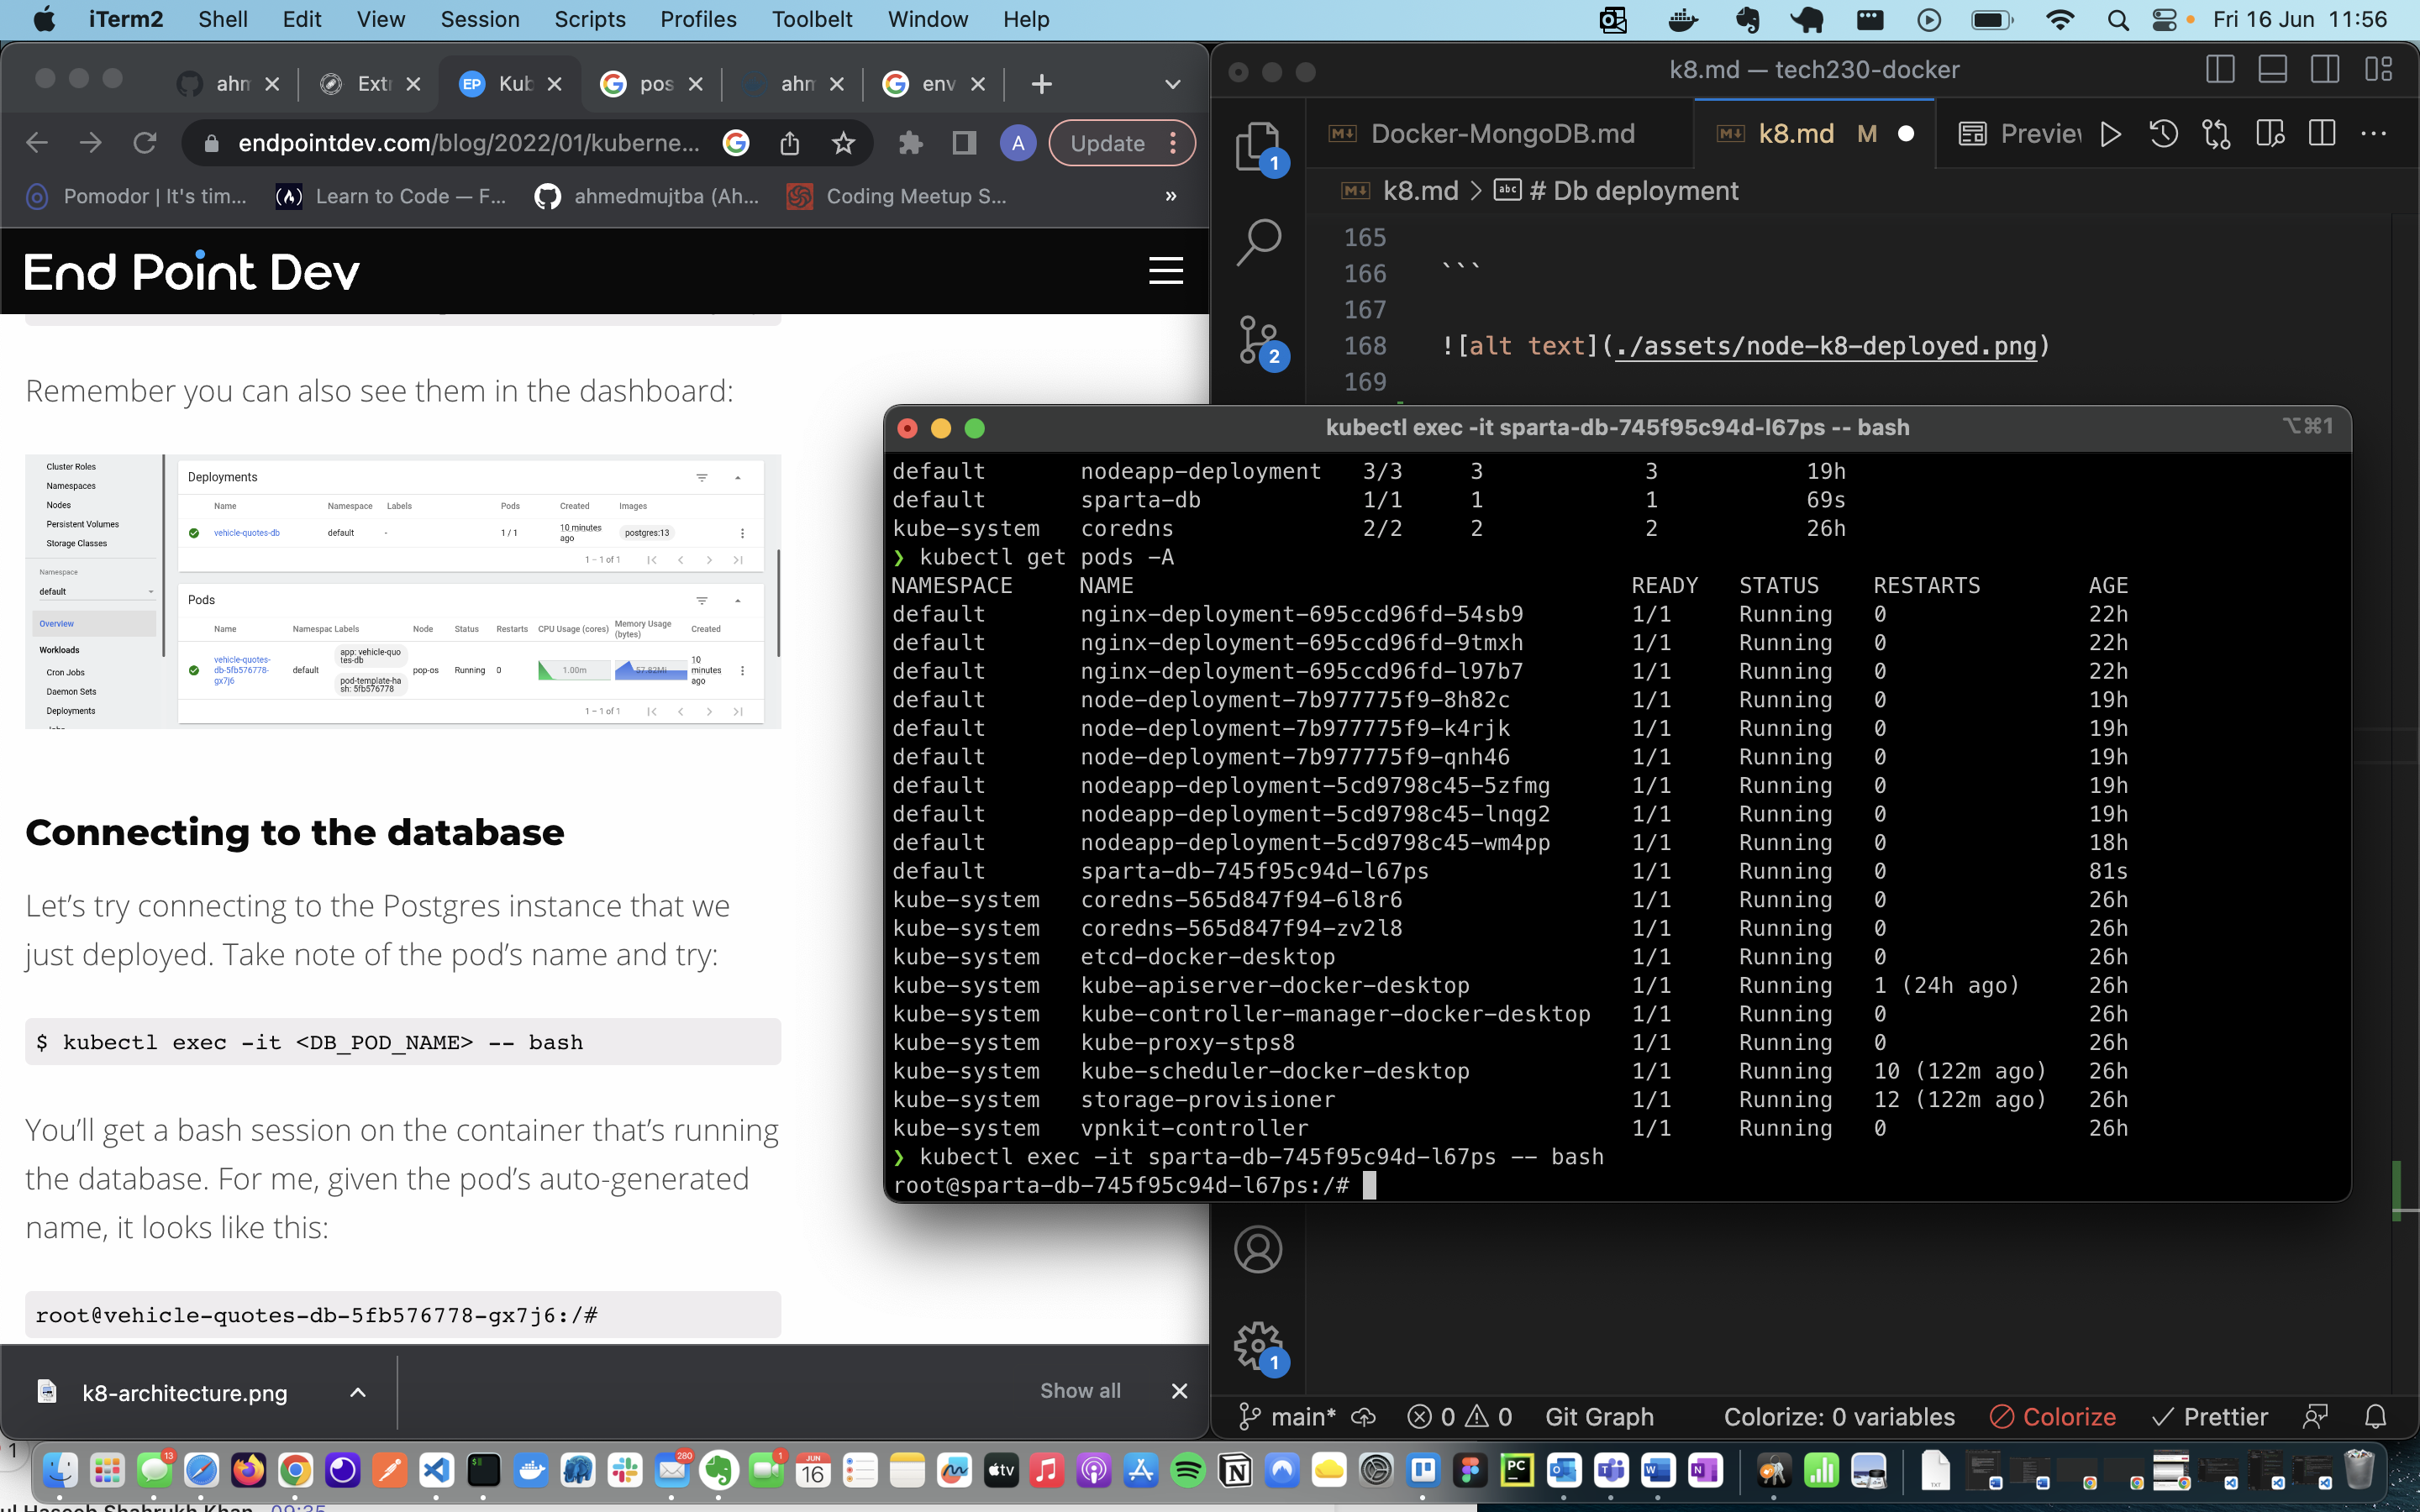 iTerm2 Shell Edit View Session Scripts Profiles Toolbelt Window Help Fri 16 Jun 11:56
ahm Extr EP Kub pos ahm env
endpointdev.com/blog/2022/01/kuberne... A Update
Pomodor | It's tim... Learn to Code — F... ahmedmujtba (Ah... Coding Meetup S... »
End Point Dev
Remember you can also see them in the dashboard:
Cluster Roles
Namespaces
Nodes
Persistent Volumes
Storage Classes
Namespace
default
Overview
Workloads
Cron Jobs
Daemon Sets
Deployments
Deployments
Name Namespace Labels Pods Created Images
vehicle-quotes-db default - 1 / 1 10 minutes ago postgres:13
1 – 1 of 1
Pods
Name Namespac Labels Node Status Restarts CPU Usage (cores) Memory Usage (bytes) Created
vehicle-quotes-db-5fb576778-gx7j6 default app: vehicle-quotes-db pod-template-hash: 5fb576778 pop-os Running 0 1.00m 57.82Mi 10 minutes ago
1 – 1 of 1
Connecting to the database
Let’s try connecting to the Postgres instance that we
just deployed. Take note of the pod’s name and try:
$ kubectl exec -it <DB_POD_NAME> -- bash
You’ll get a bash session on the container that’s running
the database. For me, given the pod’s auto-generated
name, it looks like this:
root@vehicle-quotes-db-5fb576778-gx7j6:/#
k8-architecture.png Show all
k8.md — tech230-docker
Docker-MongoDB.md k8.md M Preview
k8.md > # Db deployment
165
166 ```
167
168 ![alt text](./assets/node-k8-deployed.png)
169
1
2
1
kubectl exec -it sparta-db-745f95c94d-l67ps -- bash ⌥⌘1
default nodeapp-deployment 3/3 3 3 19h
default sparta-db 1/1 1 1 69s
kube-system coredns 2/2 2 2 26h
❯ kubectl get pods -A
NAMESPACE NAME READY STATUS RESTARTS AGE
default nginx-deployment-695ccd96fd-54sb9 1/1 Running 0 22h
default nginx-deployment-695ccd96fd-9tmxh 1/1 Running 0 22h
default nginx-deployment-695ccd96fd-l97b7 1/1 Running 0 22h
default node-deployment-7b977775f9-8h82c 1/1 Running 0 19h
default node-deployment-7b977775f9-k4rjk 1/1 Running 0 19h
default node-deployment-7b977775f9-qnh46 1/1 Running 0 19h
default nodeapp-deployment-5cd9798c45-5zfmg 1/1 Running 0 19h
default nodeapp-deployment-5cd9798c45-lnqg2 1/1 Running 0 19h
default nodeapp-deployment-5cd9798c45-wm4pp 1/1 Running 0 18h
default sparta-db-745f95c94d-l67ps 1/1 Running 0 81s
kube-system coredns-565d847f94-6l8r6 1/1 Running 0 26h
kube-system coredns-565d847f94-zv2l8 1/1 Running 0 26h
kube-system etcd-docker-desktop 1/1 Running 0 26h
kube-system kube-apiserver-docker-desktop 1/1 Running 1 (24h ago) 26h
kube-system kube-controller-manager-docker-desktop 1/1 Running 0 26h
kube-system kube-proxy-stps8 1/1 Running 0 26h
kube-system kube-scheduler-docker-desktop 1/1 Running 10 (122m ago) 26h
kube-system storage-provisioner 1/1 Running 12 (122m ago) 26h
kube-system vpnkit-controller 1/1 Running 0 26h
❯ kubectl exec -it sparta-db-745f95c94d-l67ps -- bash
root@sparta-db-745f95c94d-l67ps:/#
main* 0 0 Git Graph Colorize: 0 variables Colorize Prettier
13 280 1 JUN 16 tv PC
09:35